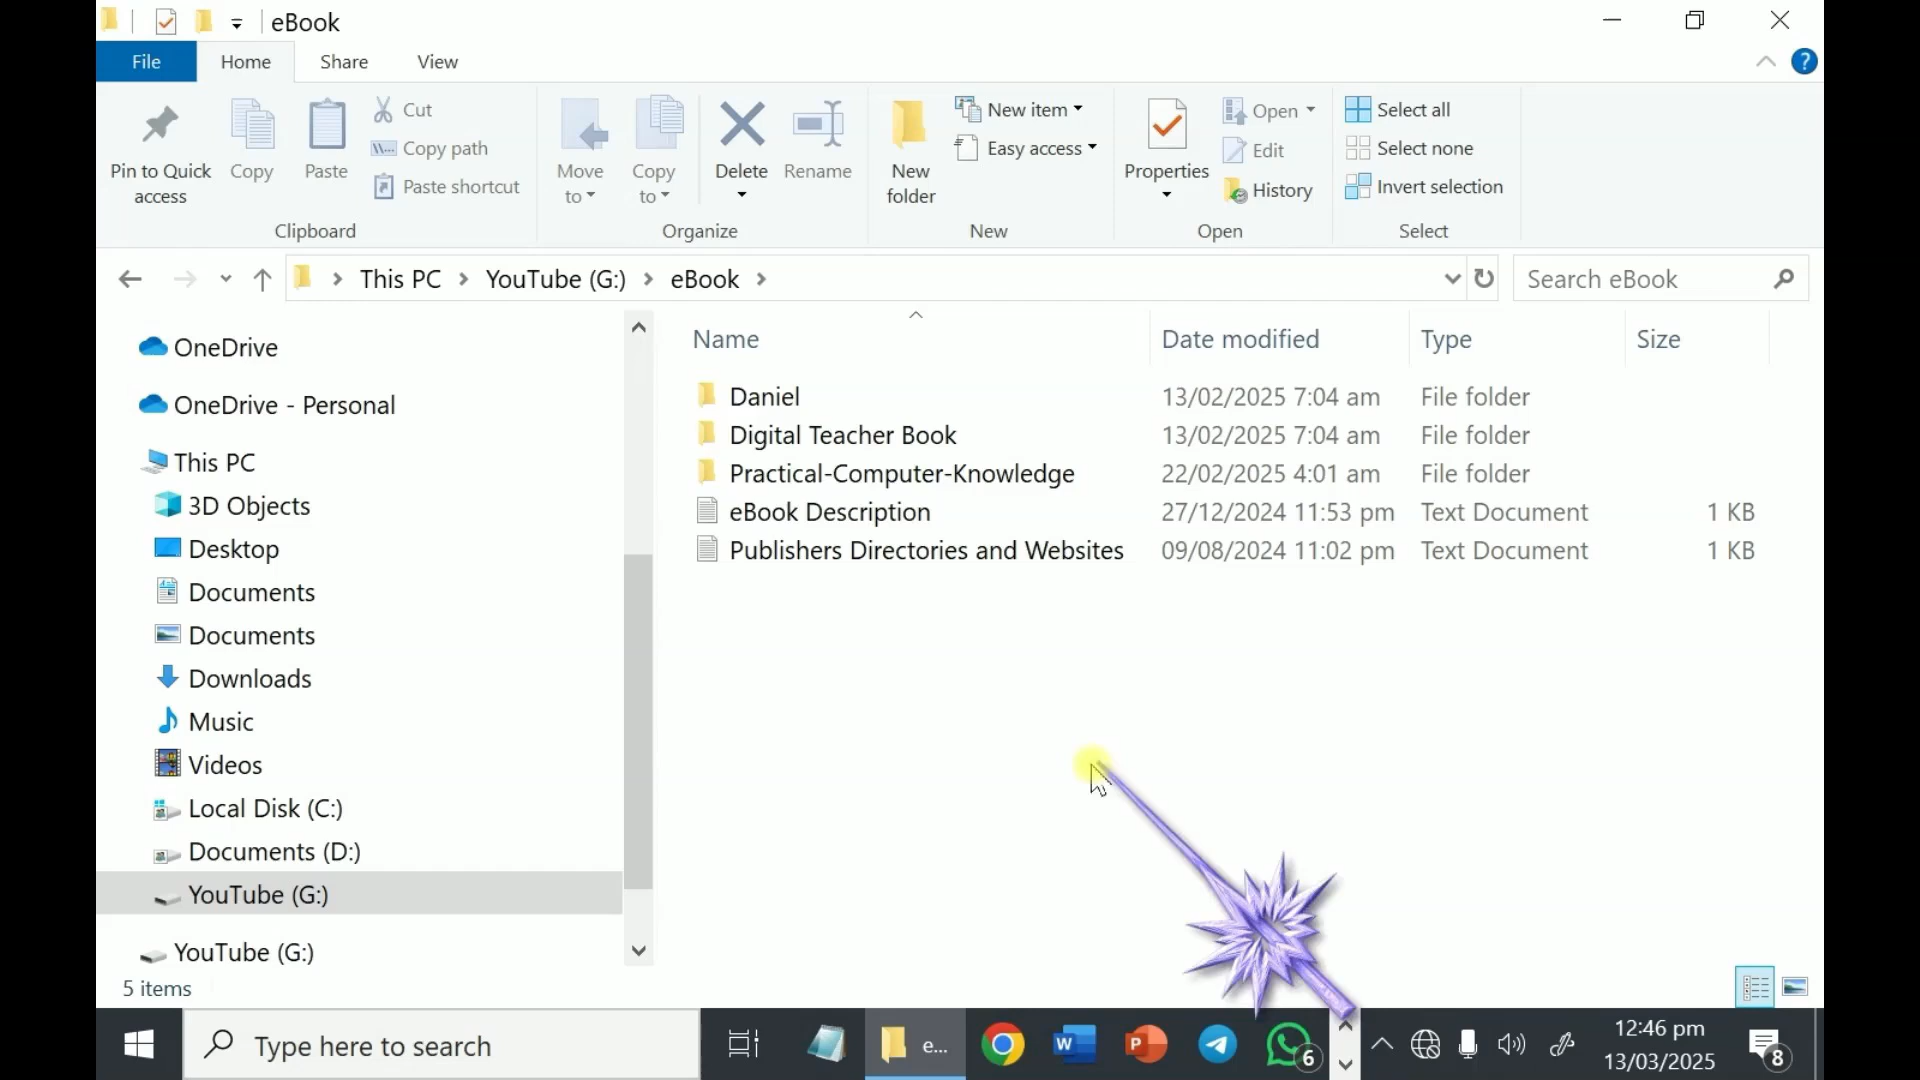 eBook
File Home Share View
?
Pin to Quick access
Copy
Paste
Cut
Copy path
Paste shortcut
Clipboard
Move to
Copy to
Delete
Rename
Organize
New folder
New item
Easy access
New
Properties
Open
Edit
History
Open
Select all
Select none
Invert selection
Select
This PC YouTube (G:) eBook
Search eBook
OneDrive
OneDrive - Personal
This PC
3D Objects
Desktop
Documents
Documents
Downloads
Music
Videos
Local Disk (C:)
Documents (D:)
YouTube (G:)
YouTube (G:)
Name Date modified Type Size
Daniel 13/02/2025 7:04 am File folder
Digital Teacher Book 13/02/2025 7:04 am File folder
Practical-Computer-Knowledge 22/02/2025 4:01 am File folder
eBook Description 27/12/2024 11:53 pm Text Document 1 KB
Publishers Directories and Websites 09/08/2024 11:02 pm Text Document 1 KB
5 items
Type here to search
e...
W
P
6
12:46 pm
13/03/2025
8